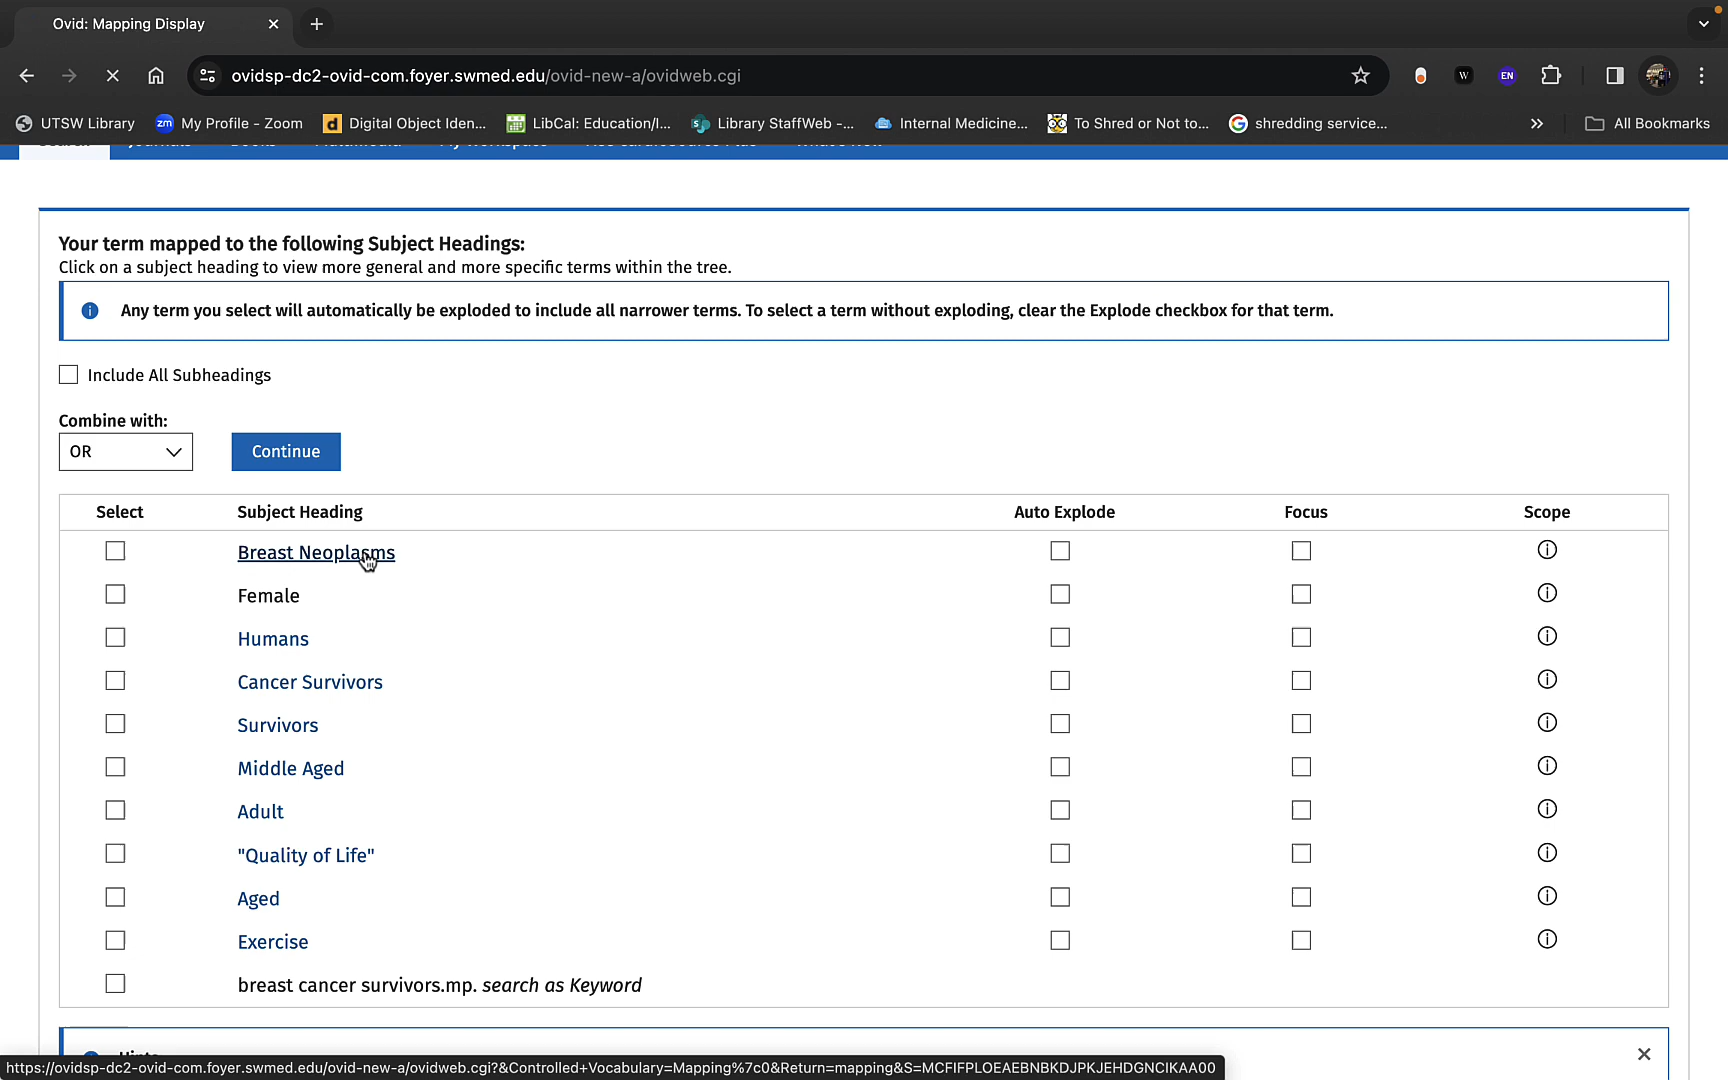 Ovid: Mapping Display
ovidsp-dc2-ovid-com.foyer.swmed.edu/ovid-new-a/ovidweb.cgi
W
EN
UTSW Library
zm My Profile - Zoom
d Digital Object Iden...
LibCal: Education/I...
Library StaffWeb -...
Internal Medicine...
To Shred or Not to...
shredding service...
All Bookmarks
Your term mapped to the following Subject Headings:
Click on a subject heading to view more general and more specific terms within the tree.
Any term you select will automatically be exploded to include all narrower terms. To select a term without exploding, clear the Explode checkbox for that term.
Include All Subheadings
Combine with:
OR
Continue
Select Subject Heading Auto Explode Focus Scope
Breast Neoplasms
Female
Humans
Cancer Survivors
Survivors
Middle Aged
Adult
"Quality of Life"
Aged
Exercise
breast cancer survivors.mp. search as Keyword
https://ovidsp-dc2-ovid-com.foyer.swmed.edu/ovid-new-a/ovidweb.cgi?&Controlled+Vocabulary=Mapping%7c0&Return=mapping&S=MCFIFPLOEAEBNBKDJPKJEHDGNCIKAA00